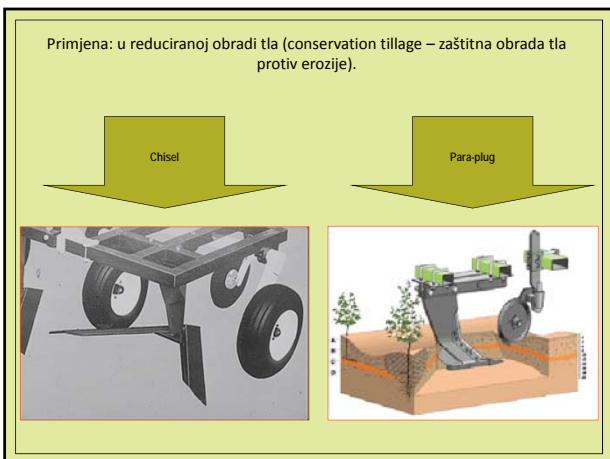 Primjena: u reduciranoj obradi tla (conservation tillage – zaštitna obrada tla
protiv erozije).
Chisel
Para-plug
A
B
C
D